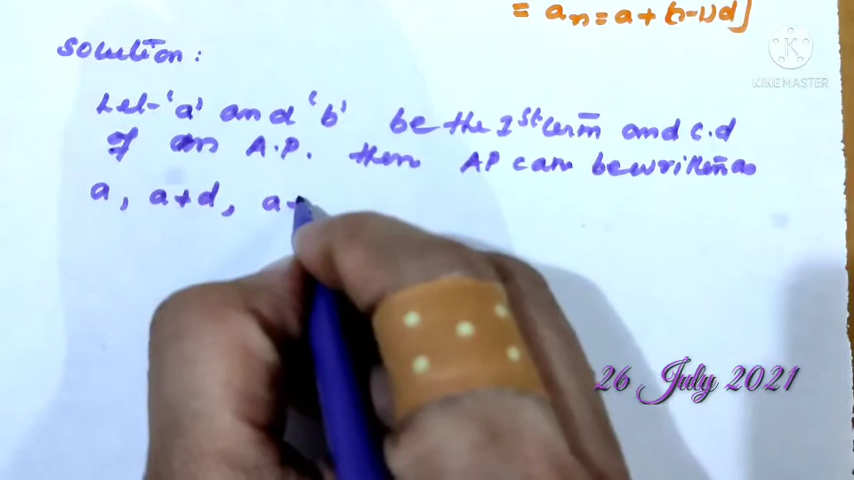 = an = a + (n-1)d]
KINEMASTER
Solution:
Let 'a' and 'b' be the 1st term and c.d
of an A.P. then AP can be written as
a, a+d, a+
26 July 2021